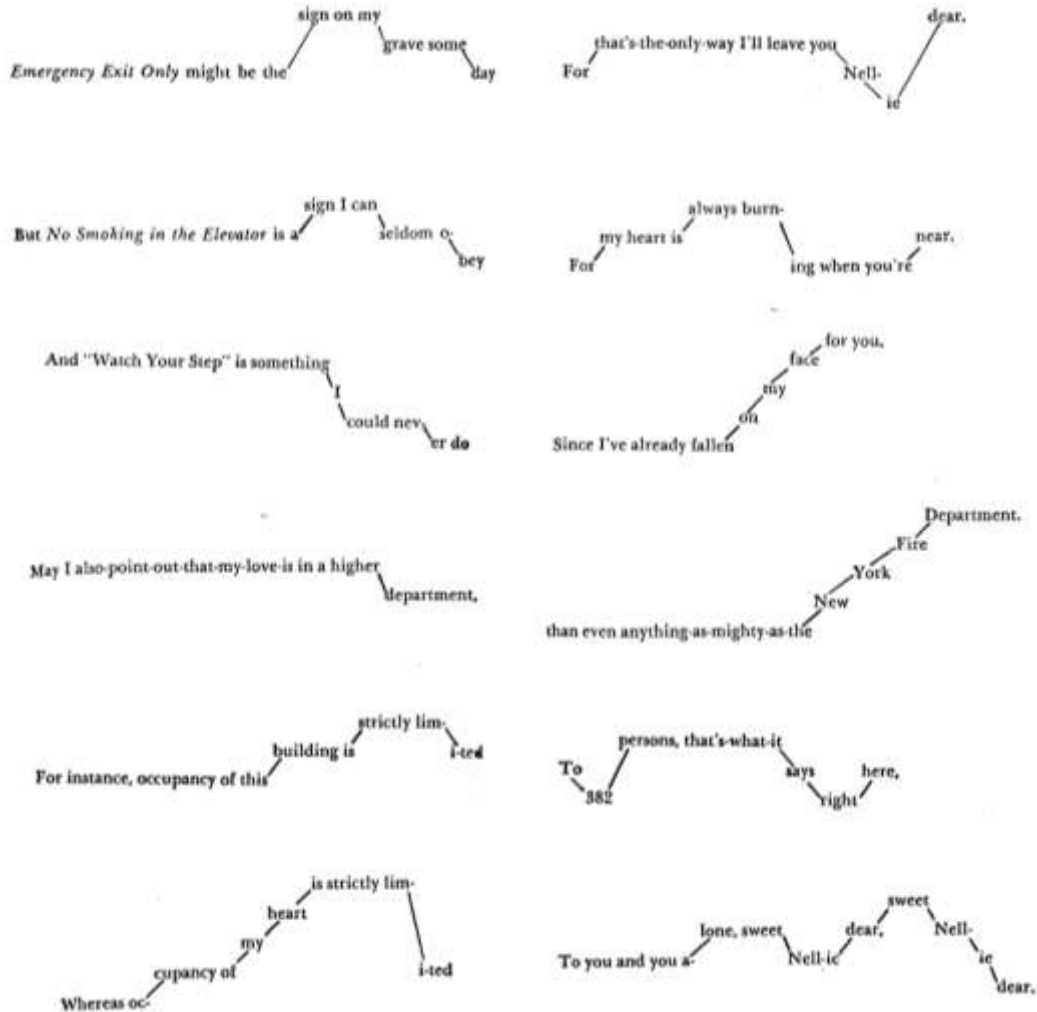 Emergency Exit Only might be the sign on my grave some day
For that's-the-only-way I'll leave you Nell-ie dear.
But No Smoking in the Elevator is a sign I can seldom o-bey
For my heart is always burn-ing when you're near.
And "Watch Your Step" is something I could nev-er do
Since I've already fallen on my face for you.
May I also-point-out-that-my-love-is in a higher department,
than even anything-as-mighty-as-the New York Fire Department.
For instance, occupancy of this building is strictly lim-i-ted
To 382 persons, that's-what-it says right here,
Whereas oc-cupancy of my heart is strictly lim-i-ted
To you and you a-lone, sweet Nell-ie dear, sweet Nell-ie dear.